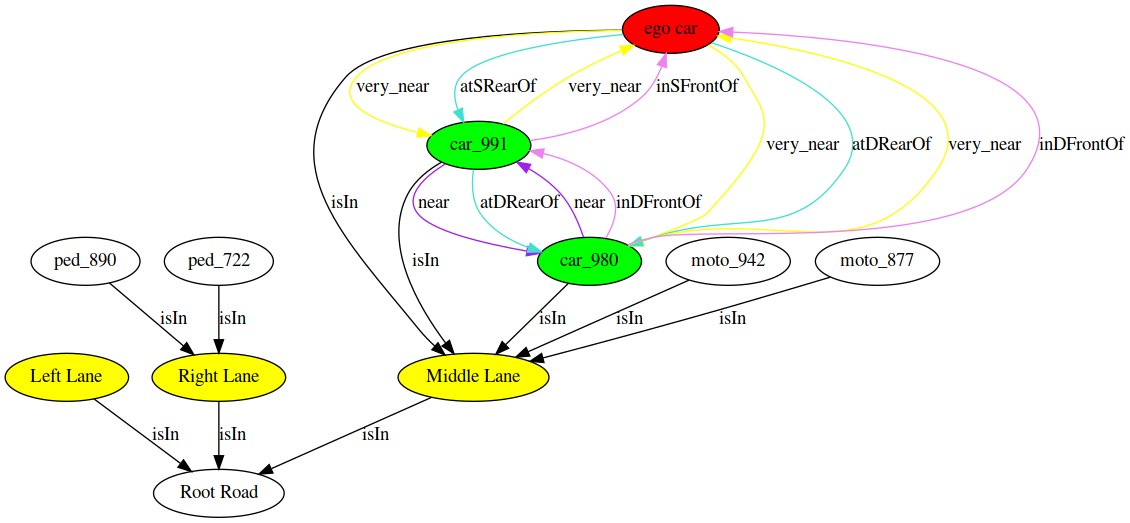 ego car
very_near
atSRearOf
very_near
inSFrontOf
car_991
very_near
atDRearOf
very_near
inDFrontOf
isIn
near
atDRearOf
near
inDFrontOf
ped_890
ped_722
isIn
car_980
moto_942
moto_877
isIn
isIn
isIn
isIn
isIn
Left Lane
Right Lane
Middle Lane
isIn
isIn
isIn
Root Road